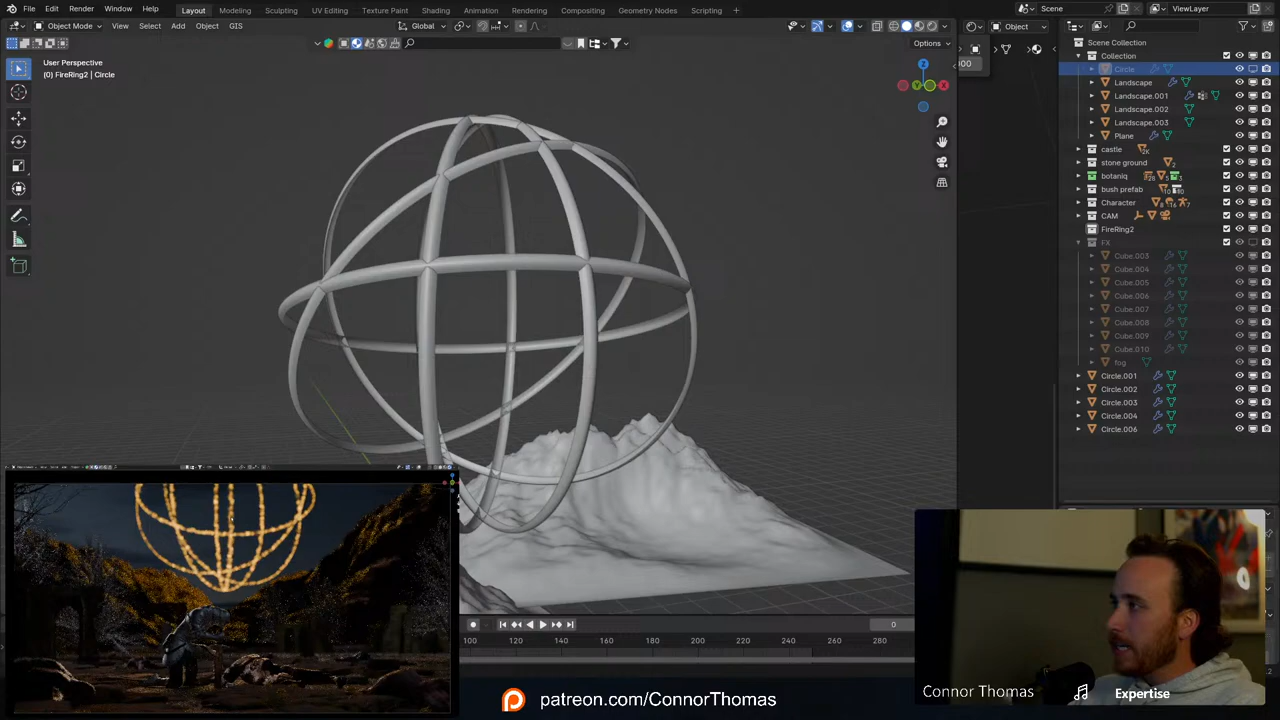 File Edit Render Window Help
Layout Modeling Sculpting UV Editing Texture Paint Shading Animation Rendering Compositing Geometry Nodes Scripting
Scene
ViewLayer
Object Mode View Select Add Object GIS
Global
Object
Options
User Perspective
(0) FireRing2 | Circle
Z
Y
X
Scene Collection
Collection
Circle
Landscape
Landscape.001
Landscape.002
Landscape.003
Plane
castle
stone ground
botaniq
bush prefab
Character
CAM
FireRing2
FX
Cube.003
Cube.004
Cube.005
Cube.006
Cube.007
Cube.008
Cube.009
Cube.010
fog
Circle.001
Circle.002
Circle.003
Circle.004
Circle.006
0
100 120 140 160 180 200 220 240 260 280
patreon.com/ConnorThomas
Connor Thomas
Expertise